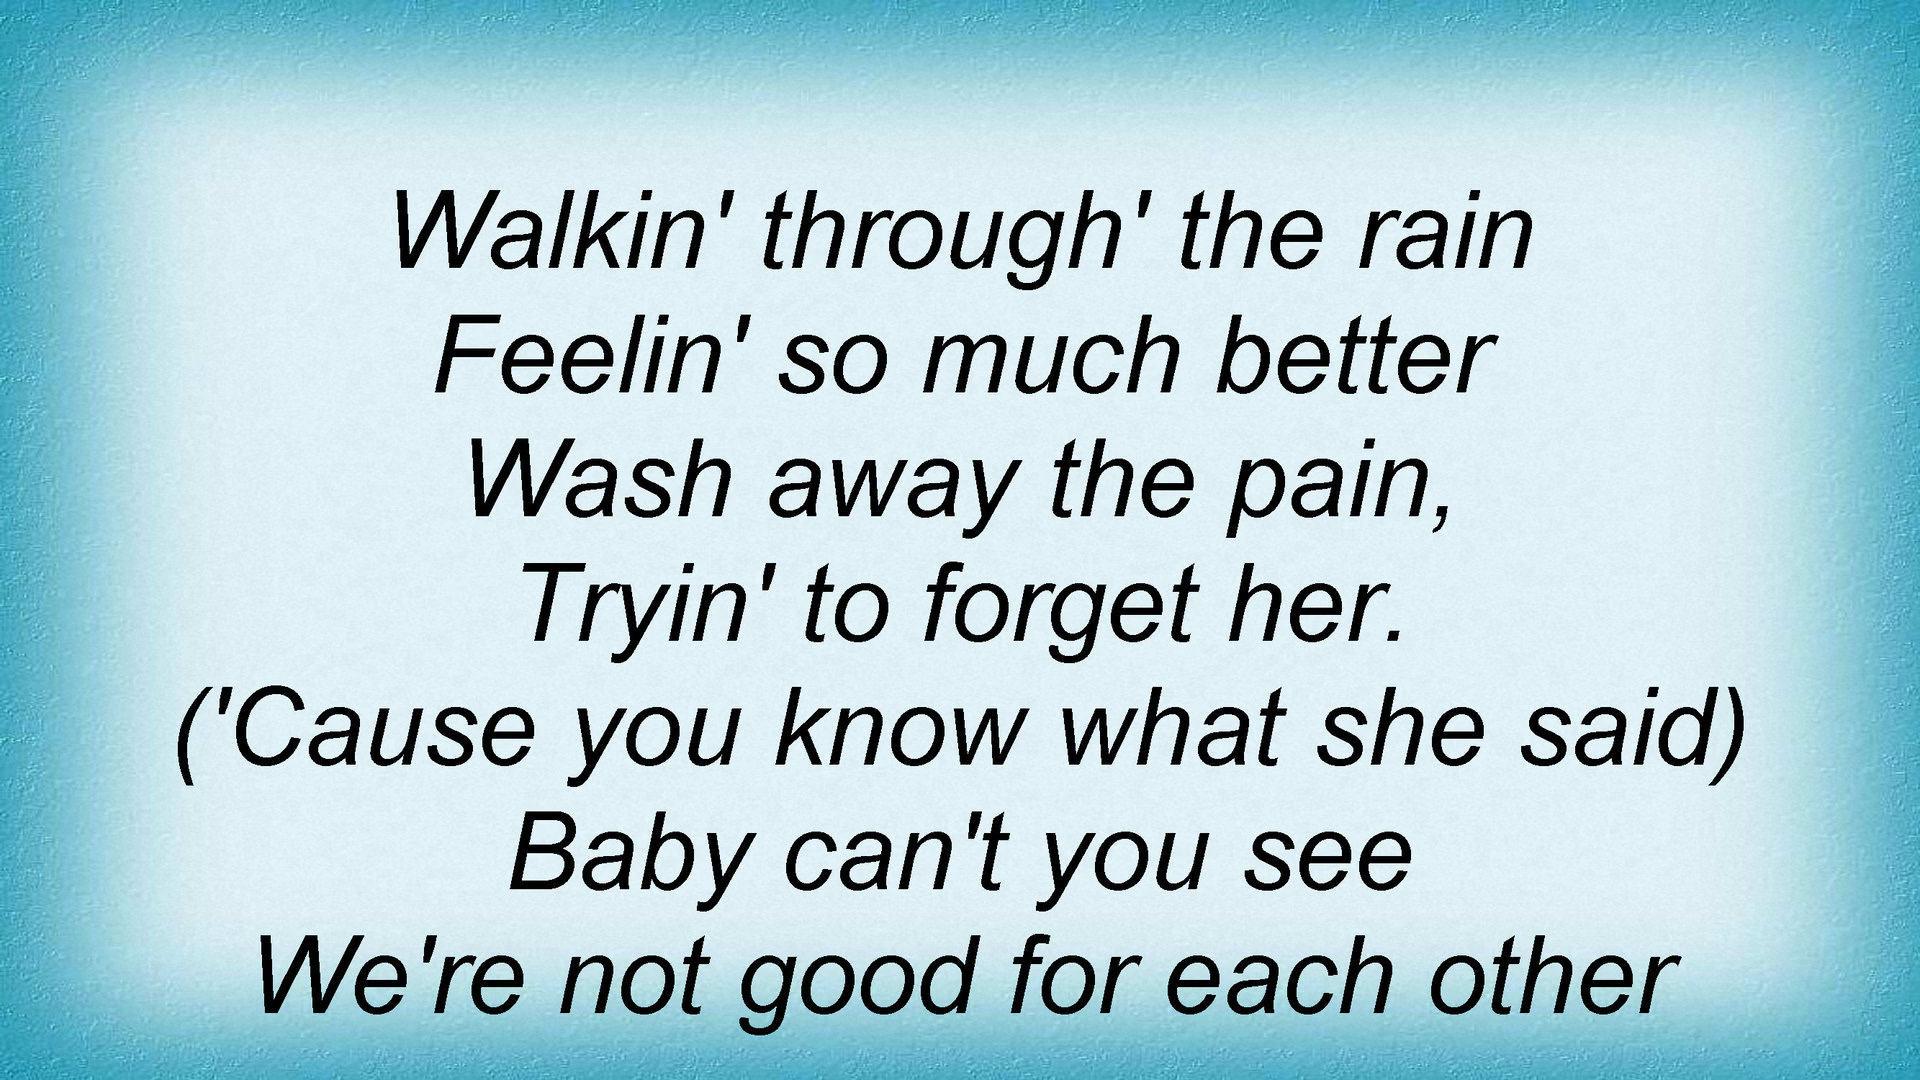 Walkin' through' the rain
Feelin' so much better
Wash away the pain,
Tryin' to forget her.
('Cause you know what she said)
Baby can't you see
We're not good for each other